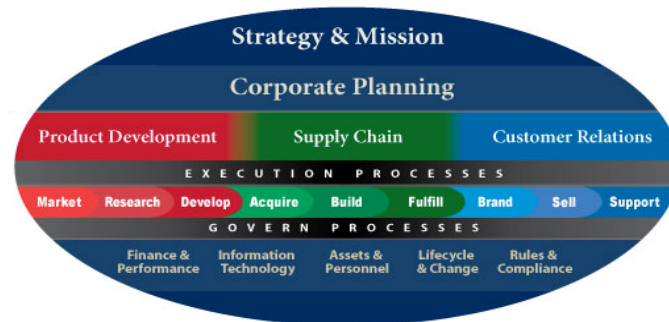 Strategy & Mission
Corporate Planning
Product Development Supply Chain Customer Relations
EXECUTION PROCESSES
Market Research Develop Acquire Build Fulfill Brand Sell Support
GOVERN PROCESSES
Finance & Information Assets & Lifecycle Rules &
Performance Technology Personnel & Change Compliance